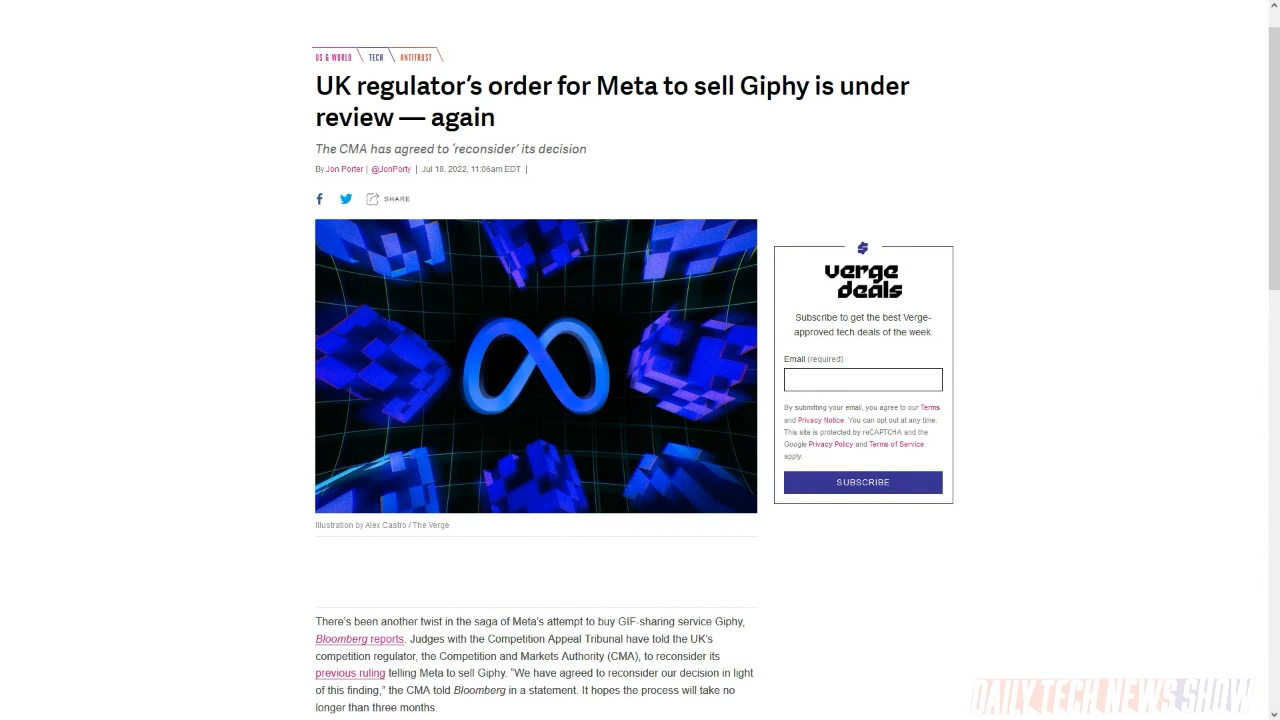 US & WORLD TECH ANTITRUST
UK regulator’s order for Meta to sell Giphy is under
review — again
The CMA has agreed to ‘reconsider’ its decision
By Jon Porter | @JonPorty | Jul 18, 2022, 11:06am EDT |
SHARE
Illustration by Alex Castro / The Verge
verge
deals
Subscribe to get the best Verge-
approved tech deals of the week.
Email (required)
By submitting your email, you agree to our Terms
and Privacy Notice. You can opt out at any time.
This site is protected by reCAPTCHA and the
Google Privacy Policy and Terms of Service
apply.
SUBSCRIBE
There’s been another twist in the saga of Meta’s attempt to buy GIF-sharing service Giphy,
Bloomberg reports. Judges with the Competition Appeal Tribunal have told the UK’s
competition regulator, the Competition and Markets Authority (CMA), to reconsider its
previous ruling telling Meta to sell Giphy. “We have agreed to reconsider our decision in light
of this finding,” the CMA told Bloomberg in a statement. It hopes the process will take no
longer than three months.
DAILY TECH NEWS SHOW